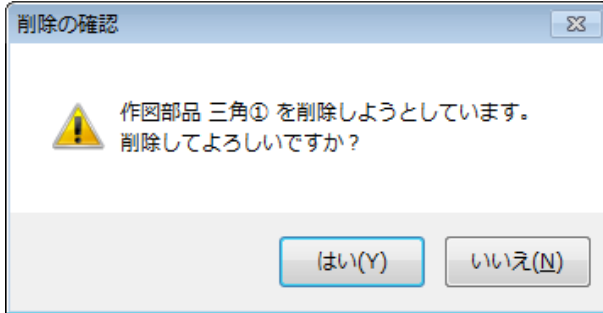 削除の確認
作図部品 三角① を削除しようとしています。
削除してよろしいですか？
はい(Y)
いいえ(N)